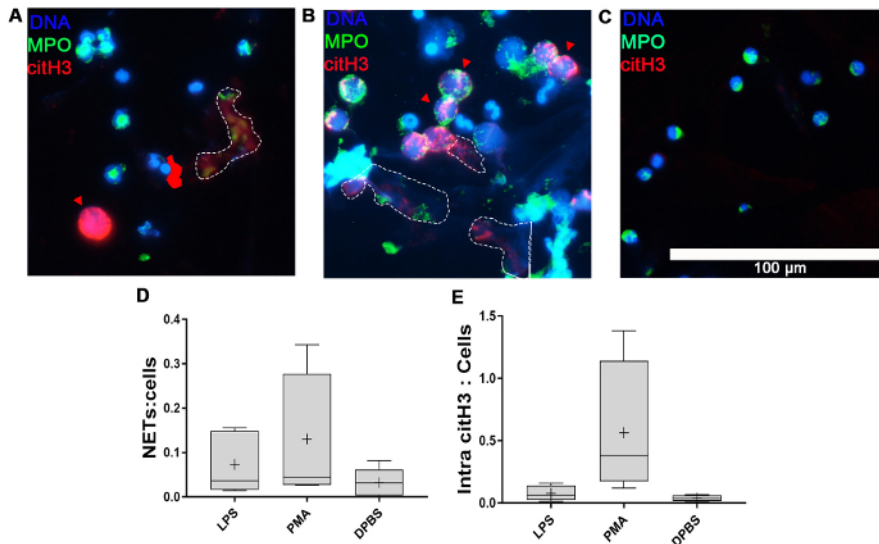 A
DNA
MPO
citH3
B
DNA
MPO
citH3
C
DNA
MPO
citH3
100 µm
D
NETs:cells
0.4
0.3
0.2
0.1
0.0
LPS
PMA
DPBS
E
Intra citH3 : Cells
1.5
1.0
0.5
0.0
LPS
PMA
DPBS